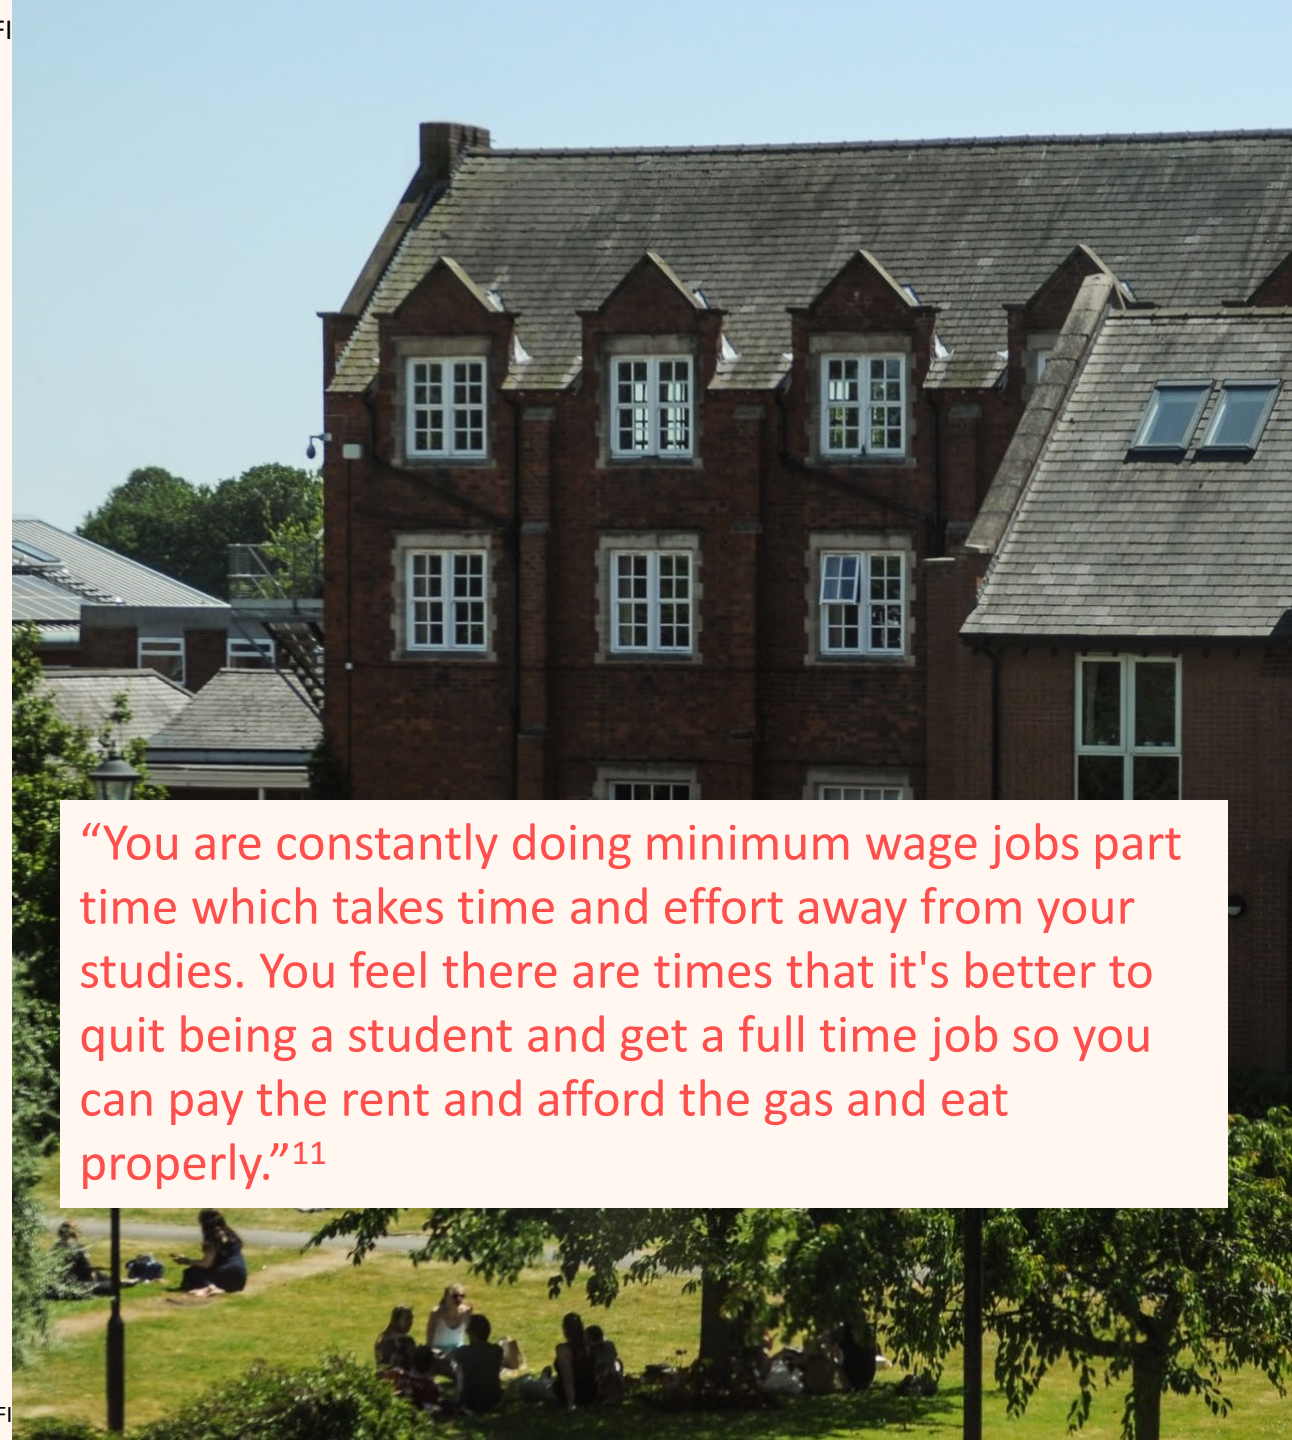 FI
“You are constantly doing minimum wage jobs part
time which takes time and effort away from your
studies. You feel there are times that it's better to
quit being a student and get a full time job so you
can pay the rent and afford the gas and eat
properly.”11
FI